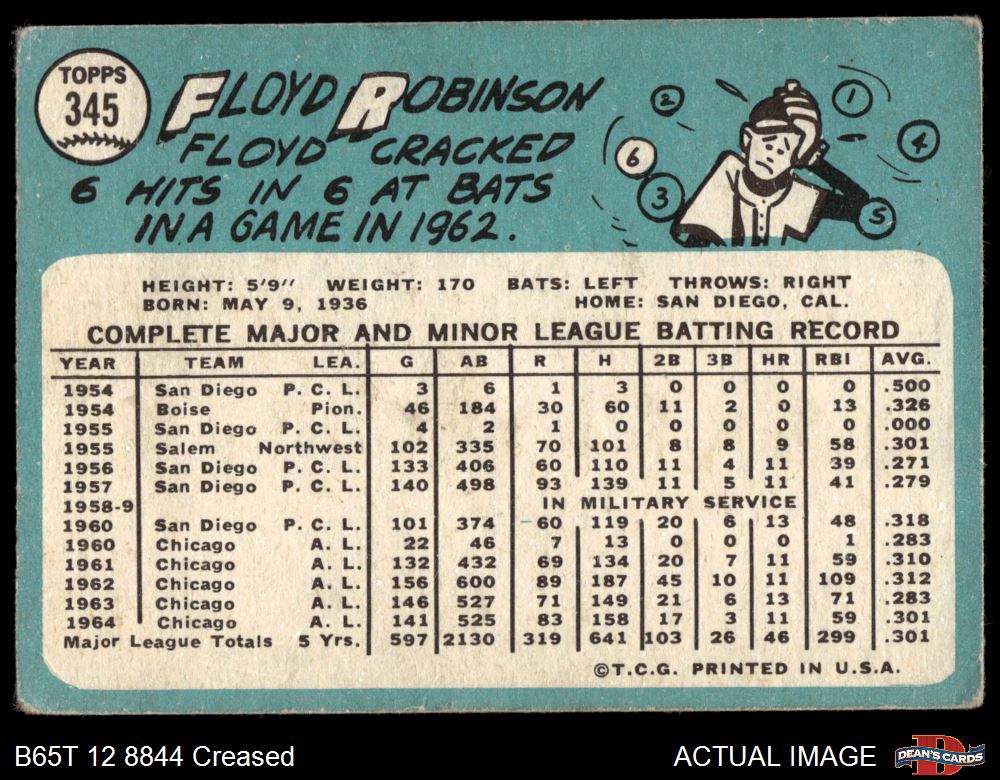 TOPPS
345
FLOYD ROBINSON
FLOYD CRACKED
6 HITS IN 6 AT BATS
IN A GAME IN 1962.
1
2
3
4
5
6
HEIGHT: 5'9" WEIGHT: 170 BATS: LEFT THROWS: RIGHT
BORN: MAY 9, 1936 HOME: SAN DIEGO, CAL.
COMPLETE MAJOR AND MINOR LEAGUE BATTING RECORD
YEAR TEAM LEA. G AB R H 2B 3B HR RBI AVG.
1954 San Diego P. C. L. 3 6 1 3 0 0 0 0 .500
1954 Boise Pion. 46 184 30 60 11 2 0 13 .326
1955 San Diego P. C. L. 4 2 1 0 0 0 0 0 .000
1955 Salem Northwest 102 335 70 101 8 8 9 58 .301
1956 San Diego P. C. L. 133 406 60 110 11 4 11 39 .271
1957 San Diego P. C. L. 140 498 93 139 11 5 11 41 .279
1958-9 IN MILITARY SERVICE
1960 San Diego P. C. L. 101 374 60 119 20 6 13 48 .318
1960 Chicago A. L. 22 46 7 13 0 0 0 1 .283
1961 Chicago A. L. 132 432 69 134 20 7 11 59 .310
1962 Chicago A. L. 156 600 89 187 45 10 11 109 .312
1963 Chicago A. L. 146 527 71 149 21 6 13 71 .283
1964 Chicago A. L. 141 525 83 158 17 3 11 59 .301
Major League Totals 5 Yrs. 597 2130 319 641 103 26 46 299 .301
©T.C.G. PRINTED IN U.S.A.
B65T 12 8844 Creased
ACTUAL IMAGE
D
DEAN'S CARDS